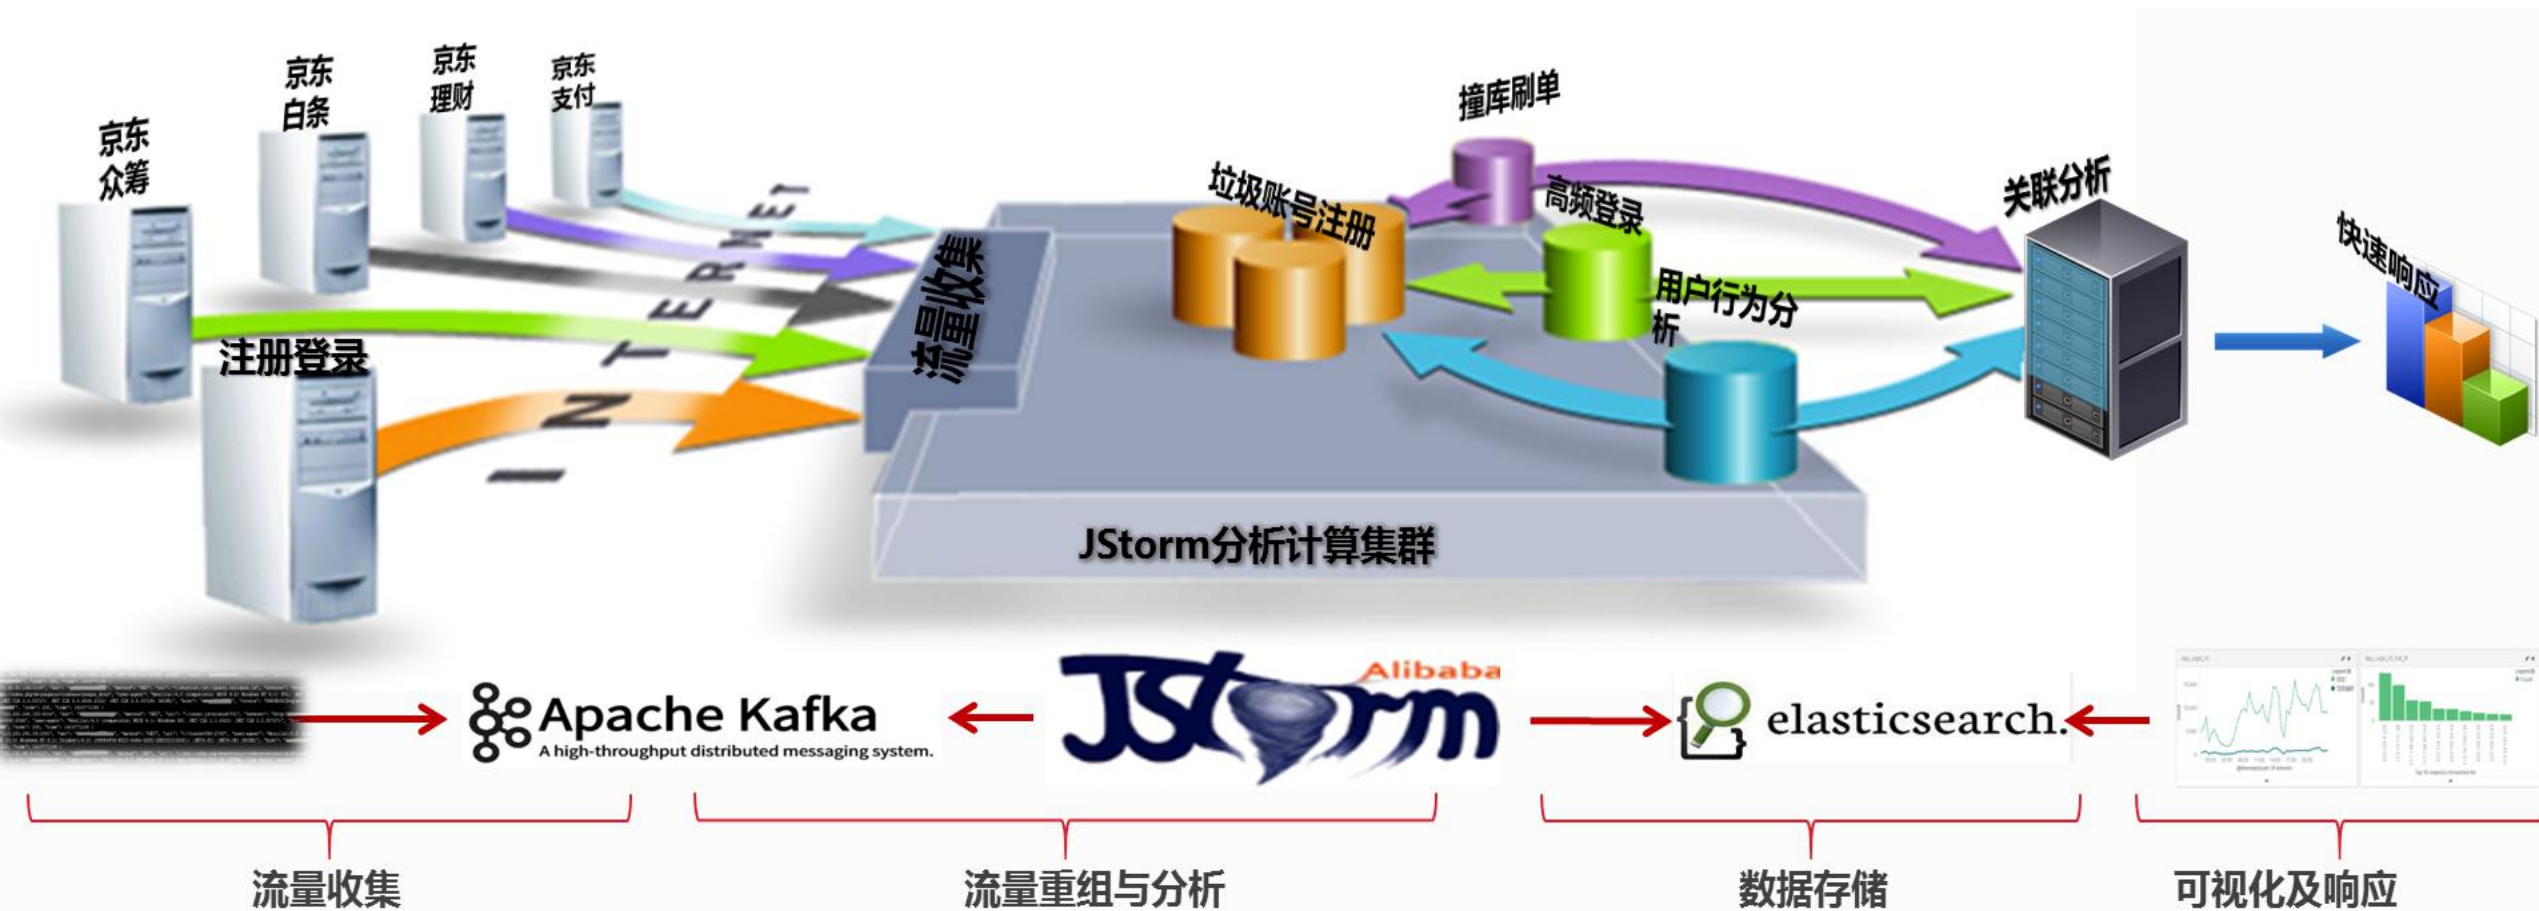 京东
众筹
京东
白条
京东
理财
京东
支付
注册登录
INTERNET
流量收集
垃圾账号注册
撞库刷单
高频登录
用户行为分
析
关联分析
快速响应
JStorm分析计算集群
Apache Kafka
A high-throughput distributed messaging system.
Alibaba
JStorm
elasticsearch.
流量收集
流量重组与分析
数据存储
可视化及响应